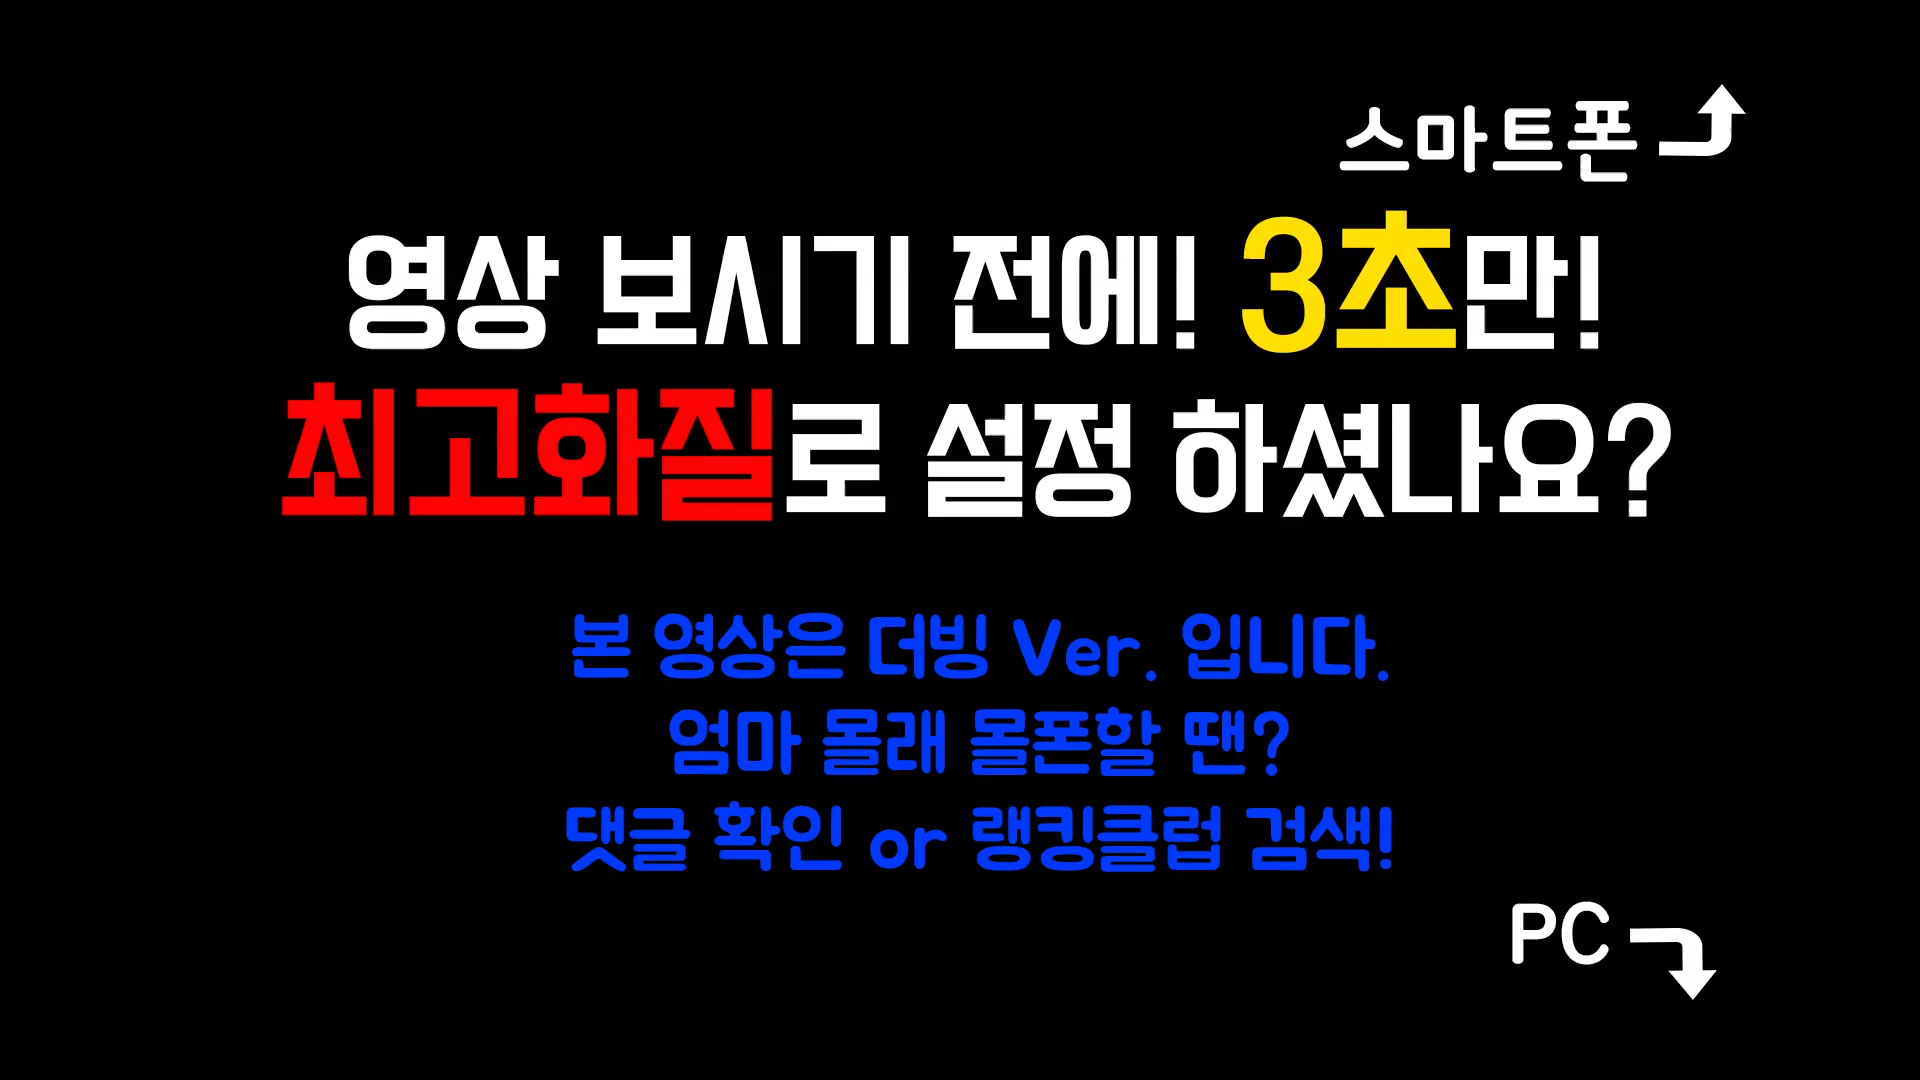 스마트폰
영상 보시기 전에! 3초만!
최고화질로 설정 하셨나요?
본 영상은 더빙 Ver. 입니다.
엄마 몰래 몰폰할 땐?
댓글 확인 or 랭킹클럽 검색!
PC